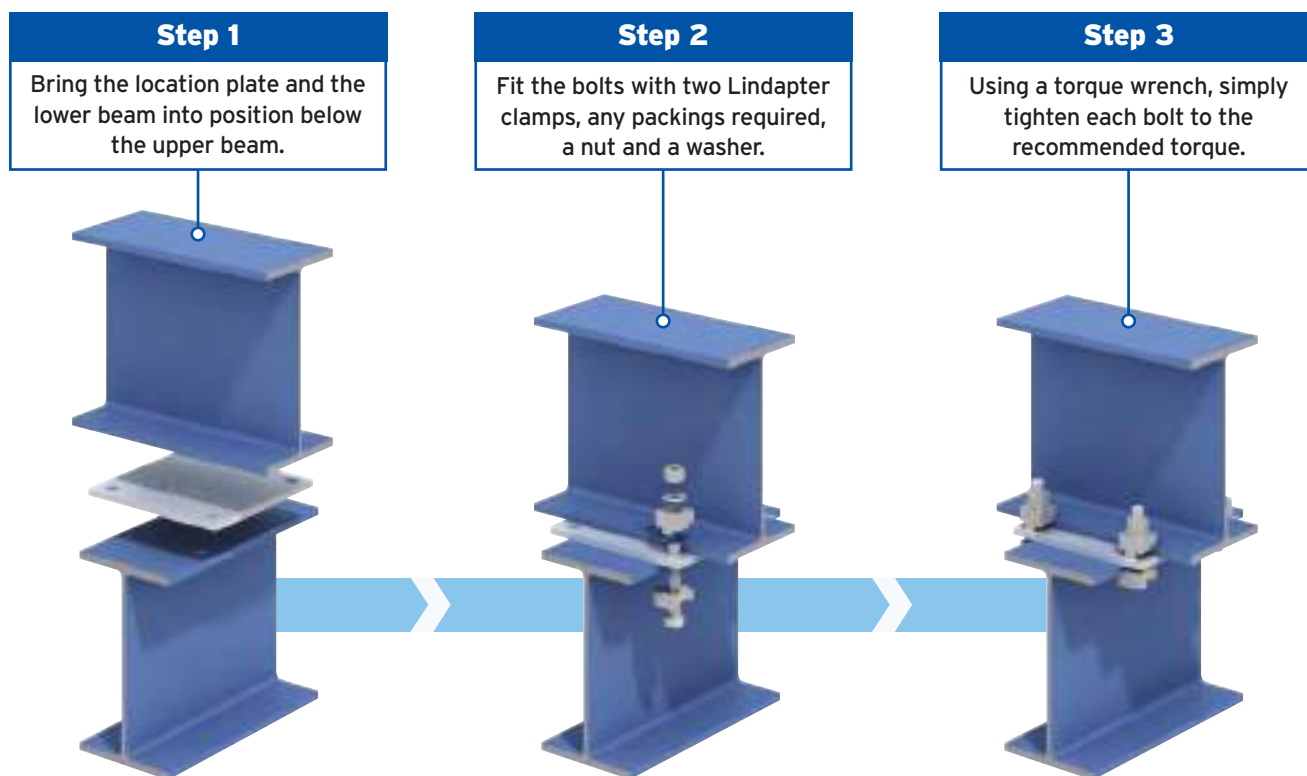 Step 1
Bring the location plate and the
lower beam into position below
the upper beam.
Step 2
Fit the bolts with two Lindapter
clamps, any packings required,
a nut and a washer.
Step 3
Using a torque wrench, simply
tighten each bolt to the
recommended torque.